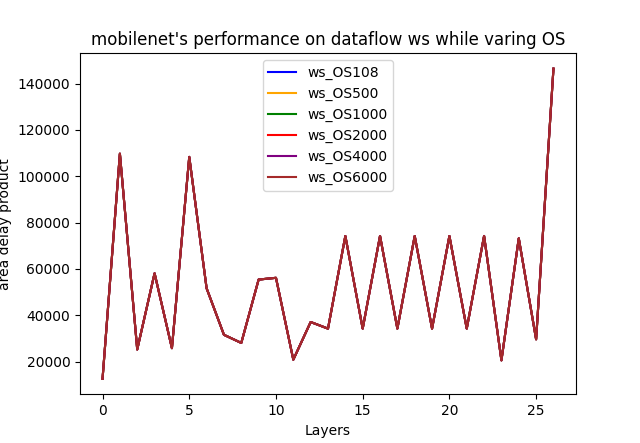 mobilenet's performance on dataflow ws while varing OS
ws_OS108
ws_OS500
ws_OS1000
ws_OS2000
ws_OS4000
ws_OS6000
area delay product
140000
120000
100000
80000
60000
40000
20000
0 5 10 15 20 25
Layers